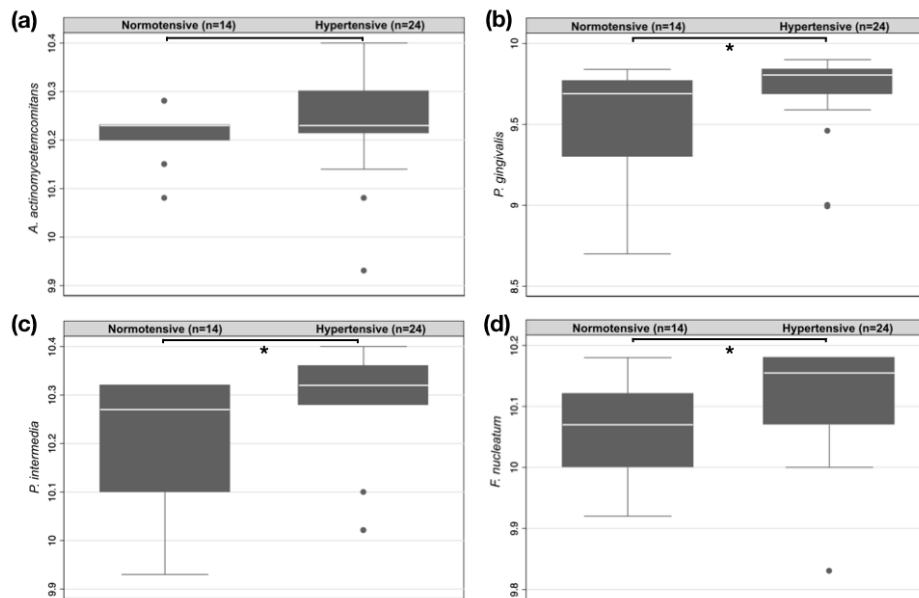 (a)
Normotensive (n=14) Hypertensive (n=24)
A. actinomycetemcomitans
10.4
10.3
10.2
10.1
10
9.9
(b)
Normotensive (n=14) Hypertensive (n=24)
*
P. gingivalis
10
9.5
9
8.5
(c)
Normotensive (n=14) Hypertensive (n=24)
*
P. intermedia
10.4
10.3
10.2
10.1
10
9.9
(d)
Normotensive (n=14) Hypertensive (n=24)
*
F. nucleatum
10.2
10.1
10
9.9
9.8